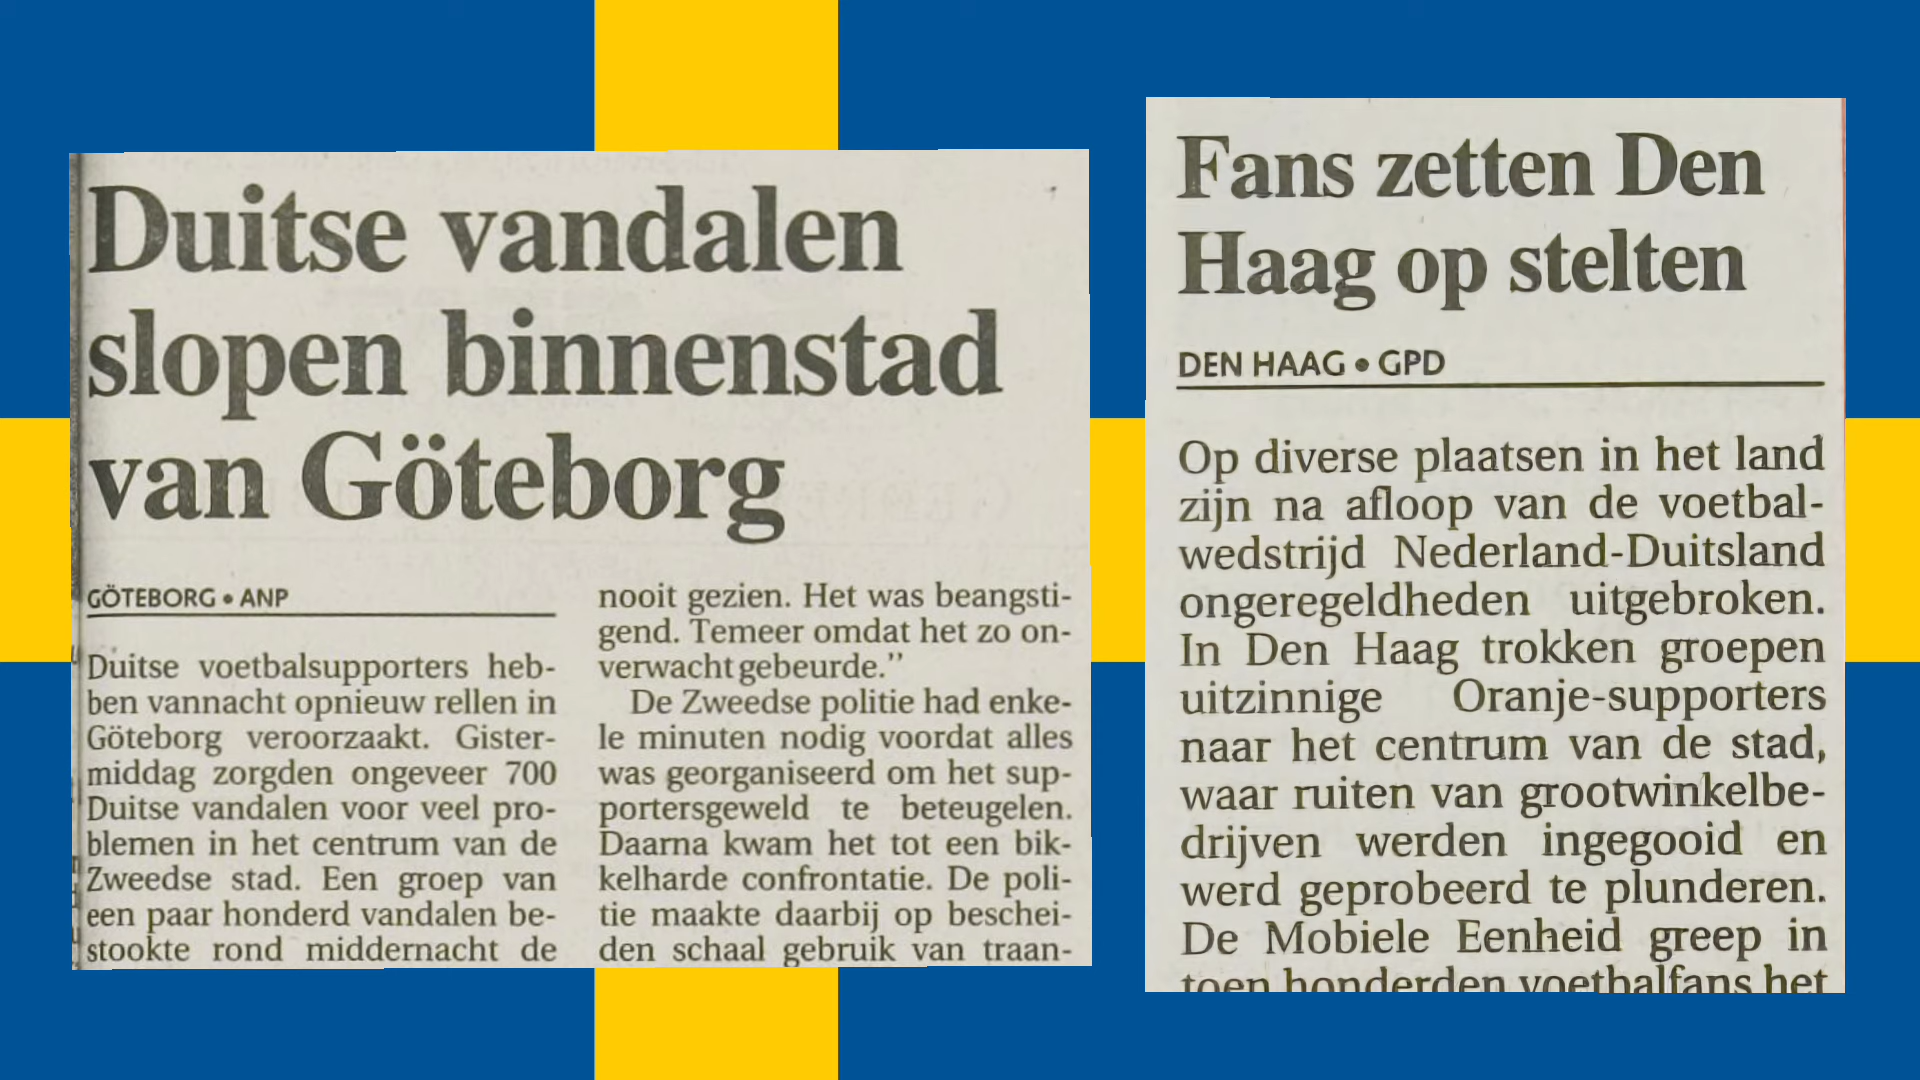 Duitse vandalen
slopen binnenstad
van Göteborg
GÖTEBORG • ANP
Duitse voetbalsupporters heb-
ben vannacht opnieuw rellen in
Göteborg veroorzaakt. Gister-
middag zorgden ongeveer 700
Duitse vandalen voor veel pro-
blemen in het centrum van de
Zweedse stad. Een groep van
een paar honderd vandalen be-
stookte rond middernacht de
nooit gezien. Het was beangsti-
gend. Temeer omdat het zo on-
verwacht gebeurde.”
De Zweedse politie had enke-
le minuten nodig voordat alles
was georganiseerd om het sup-
portersgeweld te beteugelen.
Daarna kwam het tot een bik-
kelharde confrontatie. De poli-
tie maakte daarbij op beschei-
den schaal gebruik van traan-
Fans zetten Den
Haag op stelten
DEN HAAG • GPD
Op diverse plaatsen in het land
zijn na afloop van de voetbal-
wedstrijd Nederland-Duitsland
ongeregeldheden uitgebroken.
In Den Haag trokken groepen
uitzinnige Oranje-supporters
naar het centrum van de stad,
waar ruiten van grootwinkelbe-
drijven werden ingegooid en
werd geprobeerd te plunderen.
De Mobiele Eenheid greep in
toen honderden voetbalfans het